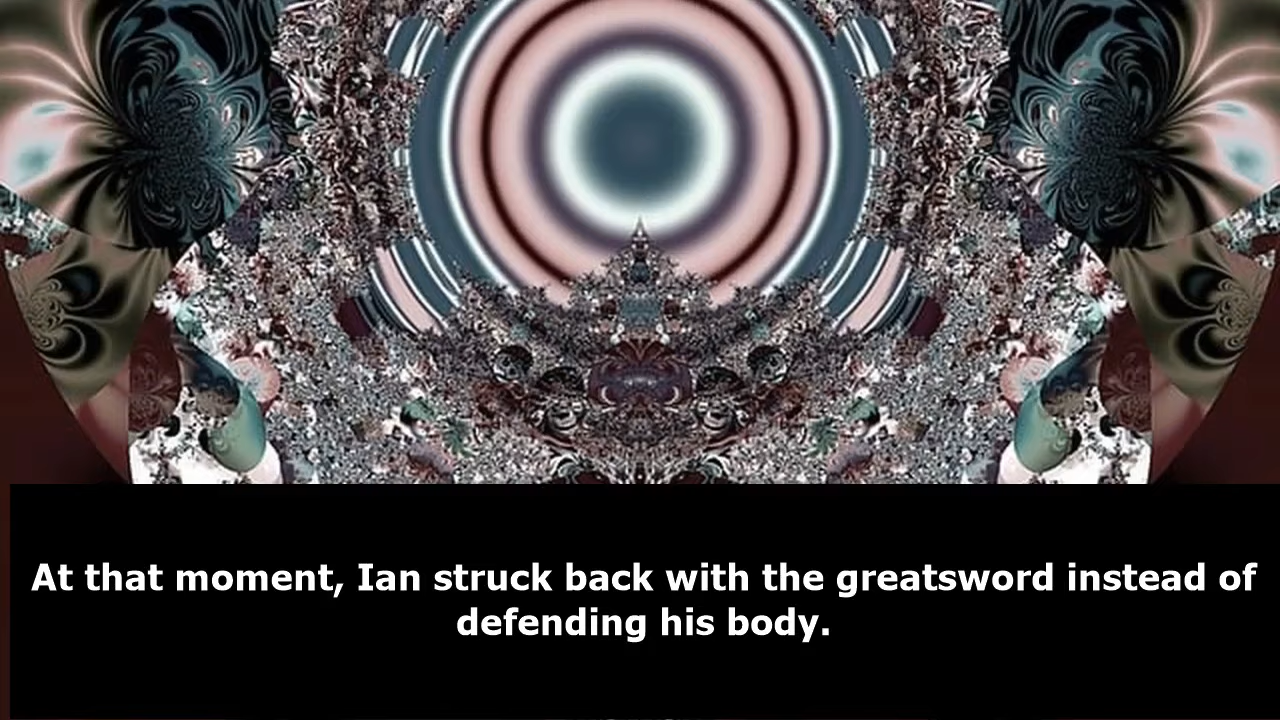 At that moment, Ian struck back with the greatsword instead of
defending his body.